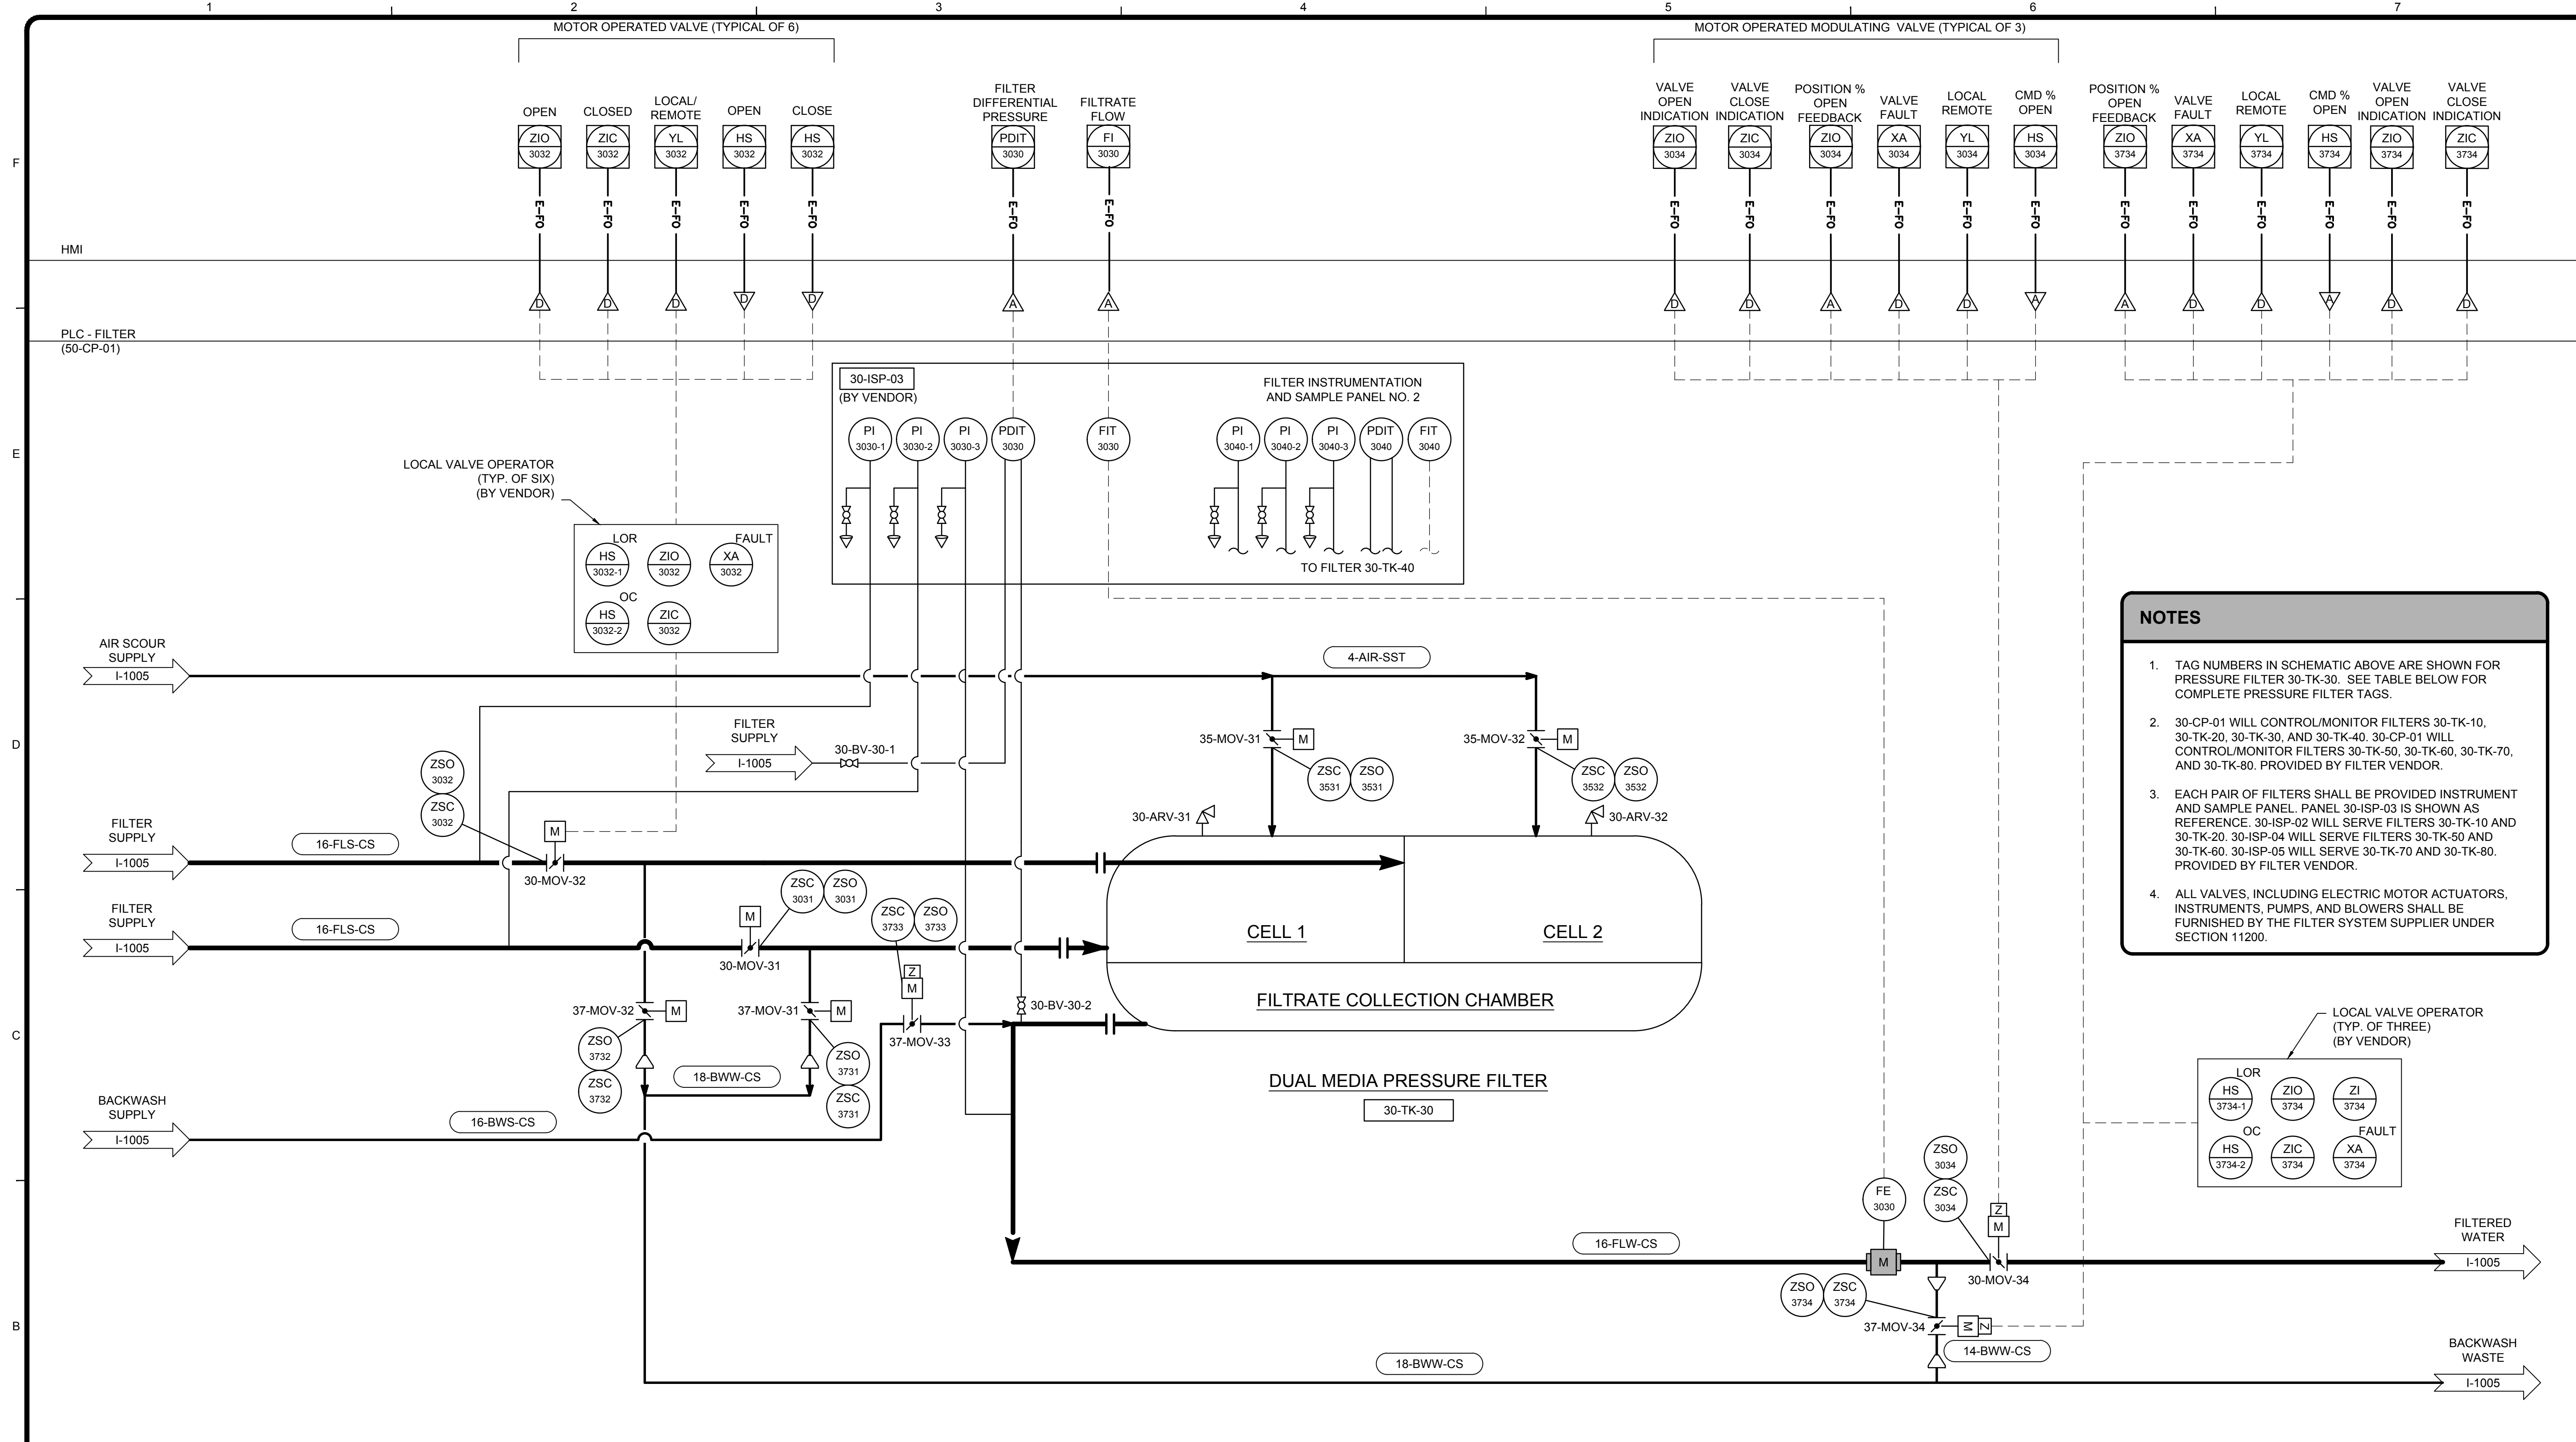 1
2
3
4
5
6
7
MOTOR OPERATED VALVE (TYPICAL OF 6)
MOTOR OPERATED MODULATING  VALVE (TYPICAL OF 3)
F
OPEN
ZIO
3032
E-FO
D
CLOSED
ZIC
3032
E-FO
D
LOCAL/
REMOTE
YL
3032
E-FO
D
OPEN
HS
3032
E-FO
D
CLOSE
HS
3032
E-FO
D
FILTER
DIFFERENTIAL
PRESSURE
PDIT
3030
E-FO
A
FILTRATE
FLOW
FI
3030
E-FO
A
VALVE
OPEN
INDICATION
ZIO
3034
E-FO
D
VALVE
CLOSE
INDICATION
ZIC
3034
E-FO
D
POSITION %
OPEN
FEEDBACK
ZIO
3034
E-FO
A
VALVE
FAULT
XA
3034
E-FO
D
LOCAL
REMOTE
YL
3034
E-FO
D
CMD %
OPEN
HS
3034
E-FO
A
POSITION %
OPEN
FEEDBACK
ZIO
3734
E-FO
A
VALVE
FAULT
XA
3734
E-FO
D
LOCAL
REMOTE
YL
3734
E-FO
D
CMD %
OPEN
HS
3734
E-FO
A
VALVE
OPEN
INDICATION
ZIO
3734
E-FO
D
VALVE
CLOSE
INDICATION
ZIC
3734
E-FO
D
HMI
PLC - FILTER
(50-CP-01)
E
30-ISP-03
(BY VENDOR)
FILTER INSTRUMENTATION
AND SAMPLE PANEL NO. 2
PI
3030-1
PI
3030-2
PI
3030-3
PDIT
3030
FIT
3030
PI
3040-1
PI
3040-2
PI
3040-3
PDIT
3040
FIT
3040
TO FILTER 30-TK-40
LOCAL VALVE OPERATOR
(TYP. OF SIX)
(BY VENDOR)
LOR
FAULT
HS
3032-1
ZIO
3032
XA
3032
OC
HS
3032-2
ZIC
3032
AIR SCOUR
SUPPLY
I-1005
4-AIR-SST
D
FILTER
SUPPLY
I-1005
30-BV-30-1
35-MOV-31
M
ZSC
3531
ZSO
3531
35-MOV-32
M
ZSC
3532
ZSO
3532
30-ARV-31
30-ARV-32
ZSO
3032
ZSC
3032
FILTER
SUPPLY
I-1005
16-FLS-CS
M
30-MOV-32
FILTER
SUPPLY
I-1005
16-FLS-CS
M
30-MOV-31
ZSC
3031
ZSO
3031
ZSC
3733
ZSO
3733
Z
M
37-MOV-33
CELL 1
CELL 2
FILTRATE COLLECTION CHAMBER
30-BV-30-2
C
37-MOV-32
M
37-MOV-31
M
ZSO
3732
ZSC
3732
18-BWW-CS
ZSO
3731
ZSC
3731
DUAL MEDIA PRESSURE FILTER
30-TK-30
BACKWASH
SUPPLY
I-1005
16-BWS-CS
NOTES
1. TAG NUMBERS IN SCHEMATIC ABOVE ARE SHOWN FOR
PRESSURE FILTER 30-TK-30.  SEE TABLE BELOW FOR
COMPLETE PRESSURE FILTER TAGS.
2. 30-CP-01 WILL CONTROL/MONITOR FILTERS 30-TK-10,
30-TK-20, 30-TK-30, AND 30-TK-40. 30-CP-01 WILL
CONTROL/MONITOR FILTERS 30-TK-50, 30-TK-60, 30-TK-70,
AND 30-TK-80. PROVIDED BY FILTER VENDOR.
3. EACH PAIR OF FILTERS SHALL BE PROVIDED INSTRUMENT
AND SAMPLE PANEL. PANEL 30-ISP-03 IS SHOWN AS
REFERENCE. 30-ISP-02 WILL SERVE FILTERS 30-TK-10 AND
30-TK-20. 30-ISP-04 WILL SERVE FILTERS 30-TK-50 AND
30-TK-60. 30-ISP-05 WILL SERVE 30-TK-70 AND 30-TK-80.
PROVIDED BY FILTER VENDOR.
4. ALL VALVES, INCLUDING ELECTRIC MOTOR ACTUATORS,
INSTRUMENTS, PUMPS, AND BLOWERS SHALL BE
FURNISHED BY THE FILTER SYSTEM SUPPLIER UNDER
SECTION 11200.
LOCAL VALVE OPERATOR
(TYP. OF THREE)
(BY VENDOR)
LOR
HS
3734-1
ZIO
3734
ZI
3734
OC
FAULT
HS
3734-2
ZIC
3734
XA
3734
FE
3030
ZSO
3034
ZSC
3034
Z
M
16-FLW-CS
M
30-MOV-34
FILTERED
WATER
I-1005
B
ZSO
3734
ZSC
3734
37-MOV-34
M
Z
14-BWW-CS
18-BWW-CS
BACKWASH
WASTE
I-1005